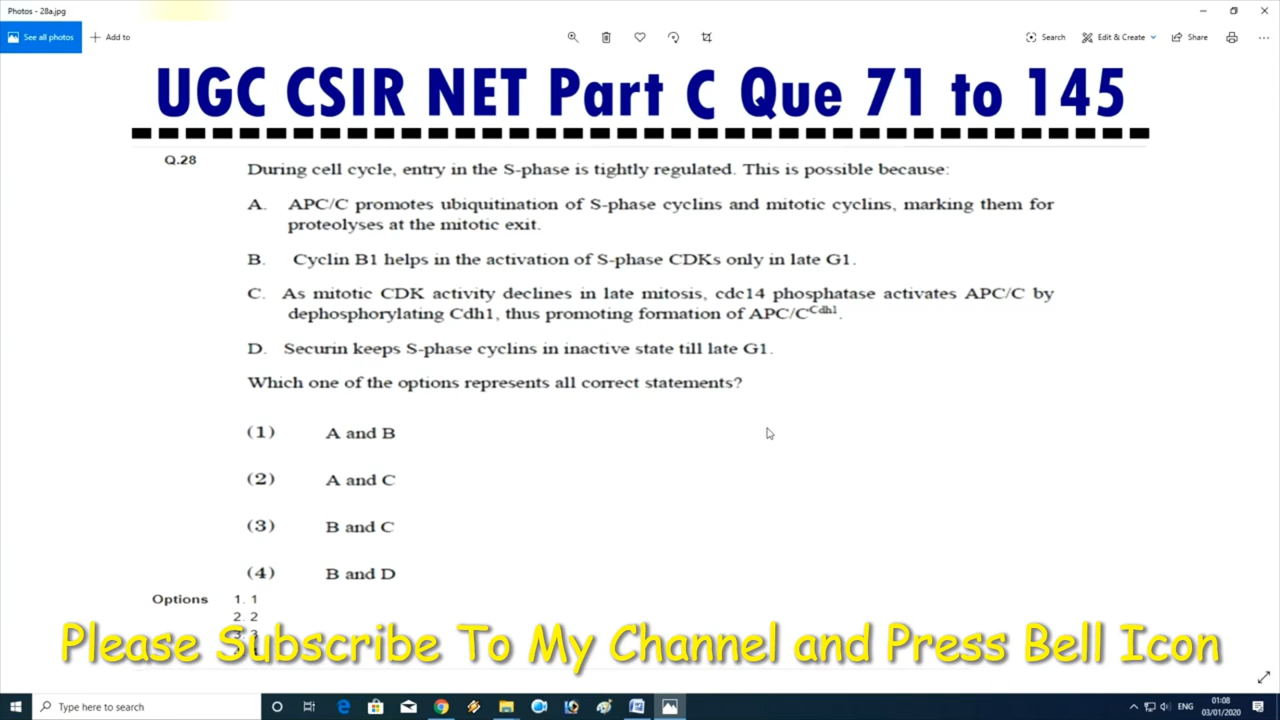 Photos - 28a.jpg
See all photos
Add to
Search
Edit & Create
Share
UGC CSIR NET Part C Que 71 to 145
Q.28
During cell cycle, entry in the S-phase is tightly regulated. This is possible because:
A. APC/C promotes ubiquitination of S-phase cyclins and mitotic cyclins, marking them for
proteolyses at the mitotic exit.
B. Cyclin B1 helps in the activation of S-phase CDKs only in late G1.
C. As mitotic CDK activity declines in late mitosis, cdc14 phosphatase activates APC/C by
dephosphorylating Cdh1, thus promoting formation of APC/C^Cdh1.
D. Securin keeps S-phase cyclins in inactive state till late G1.
Which one of the options represents all correct statements?
(1) A and B
(2) A and C
(3) B and C
(4) B and D
Options 1. 1
2. 2
3. 3
Please Subscribe To My Channel and Press Bell Icon
Type here to search
ENG
01:08
03/01/2020